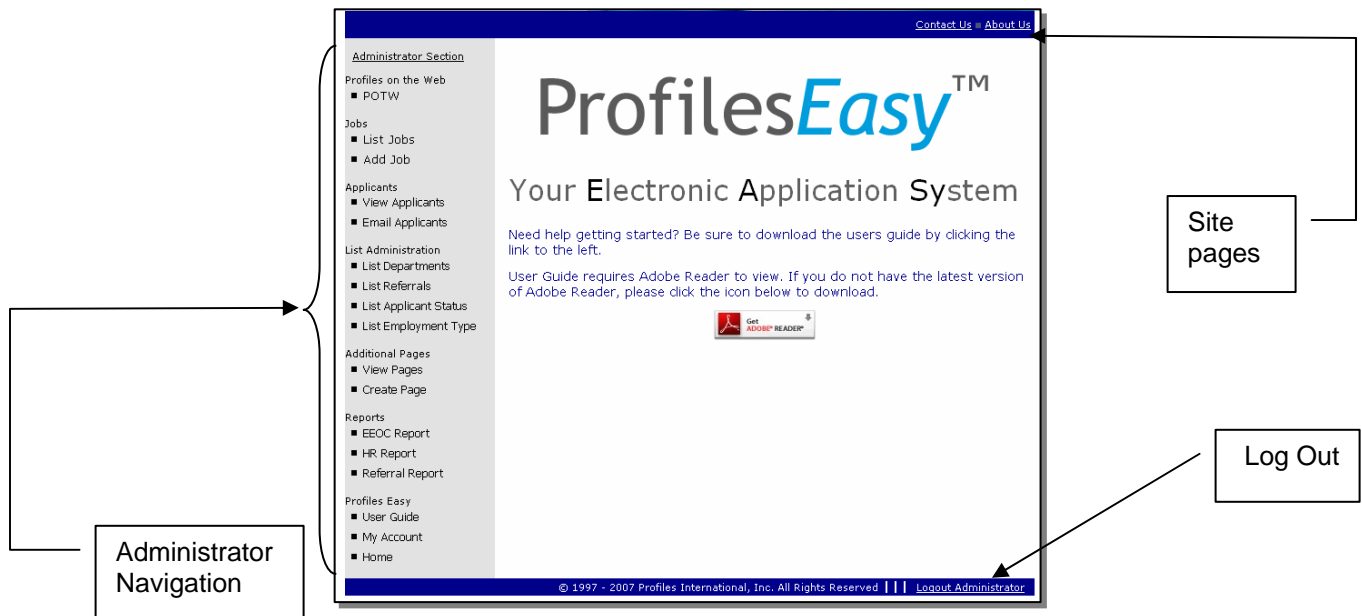 Contact Us ■ About Us
Administrator Section
Profiles on the Web
■ POTW
Jobs
■ List Jobs
■ Add Job
Applicants
■ View Applicants
■ Email Applicants
List Administration
■ List Departments
■ List Referrals
■ List Applicant Status
■ List Employment Type
Additional Pages
■ View Pages
■ Create Page
Reports
■ EEOC Report
■ HR Report
■ Referral Report
Profiles Easy
■ User Guide
■ My Account
■ Home
ProfilesEasy™
Your Electronic Application System
Need help getting started? Be sure to download the users guide by clicking the
link to the left.
User Guide requires Adobe Reader to view. If you do not have the latest version
of Adobe Reader, please click the icon below to download.
Get
ADOBE® READER®
© 1997 - 2007 Profiles International, Inc. All Rights Reserved ┃┃┃ Logout Administrator
Site
pages
Log Out
Administrator
Navigation